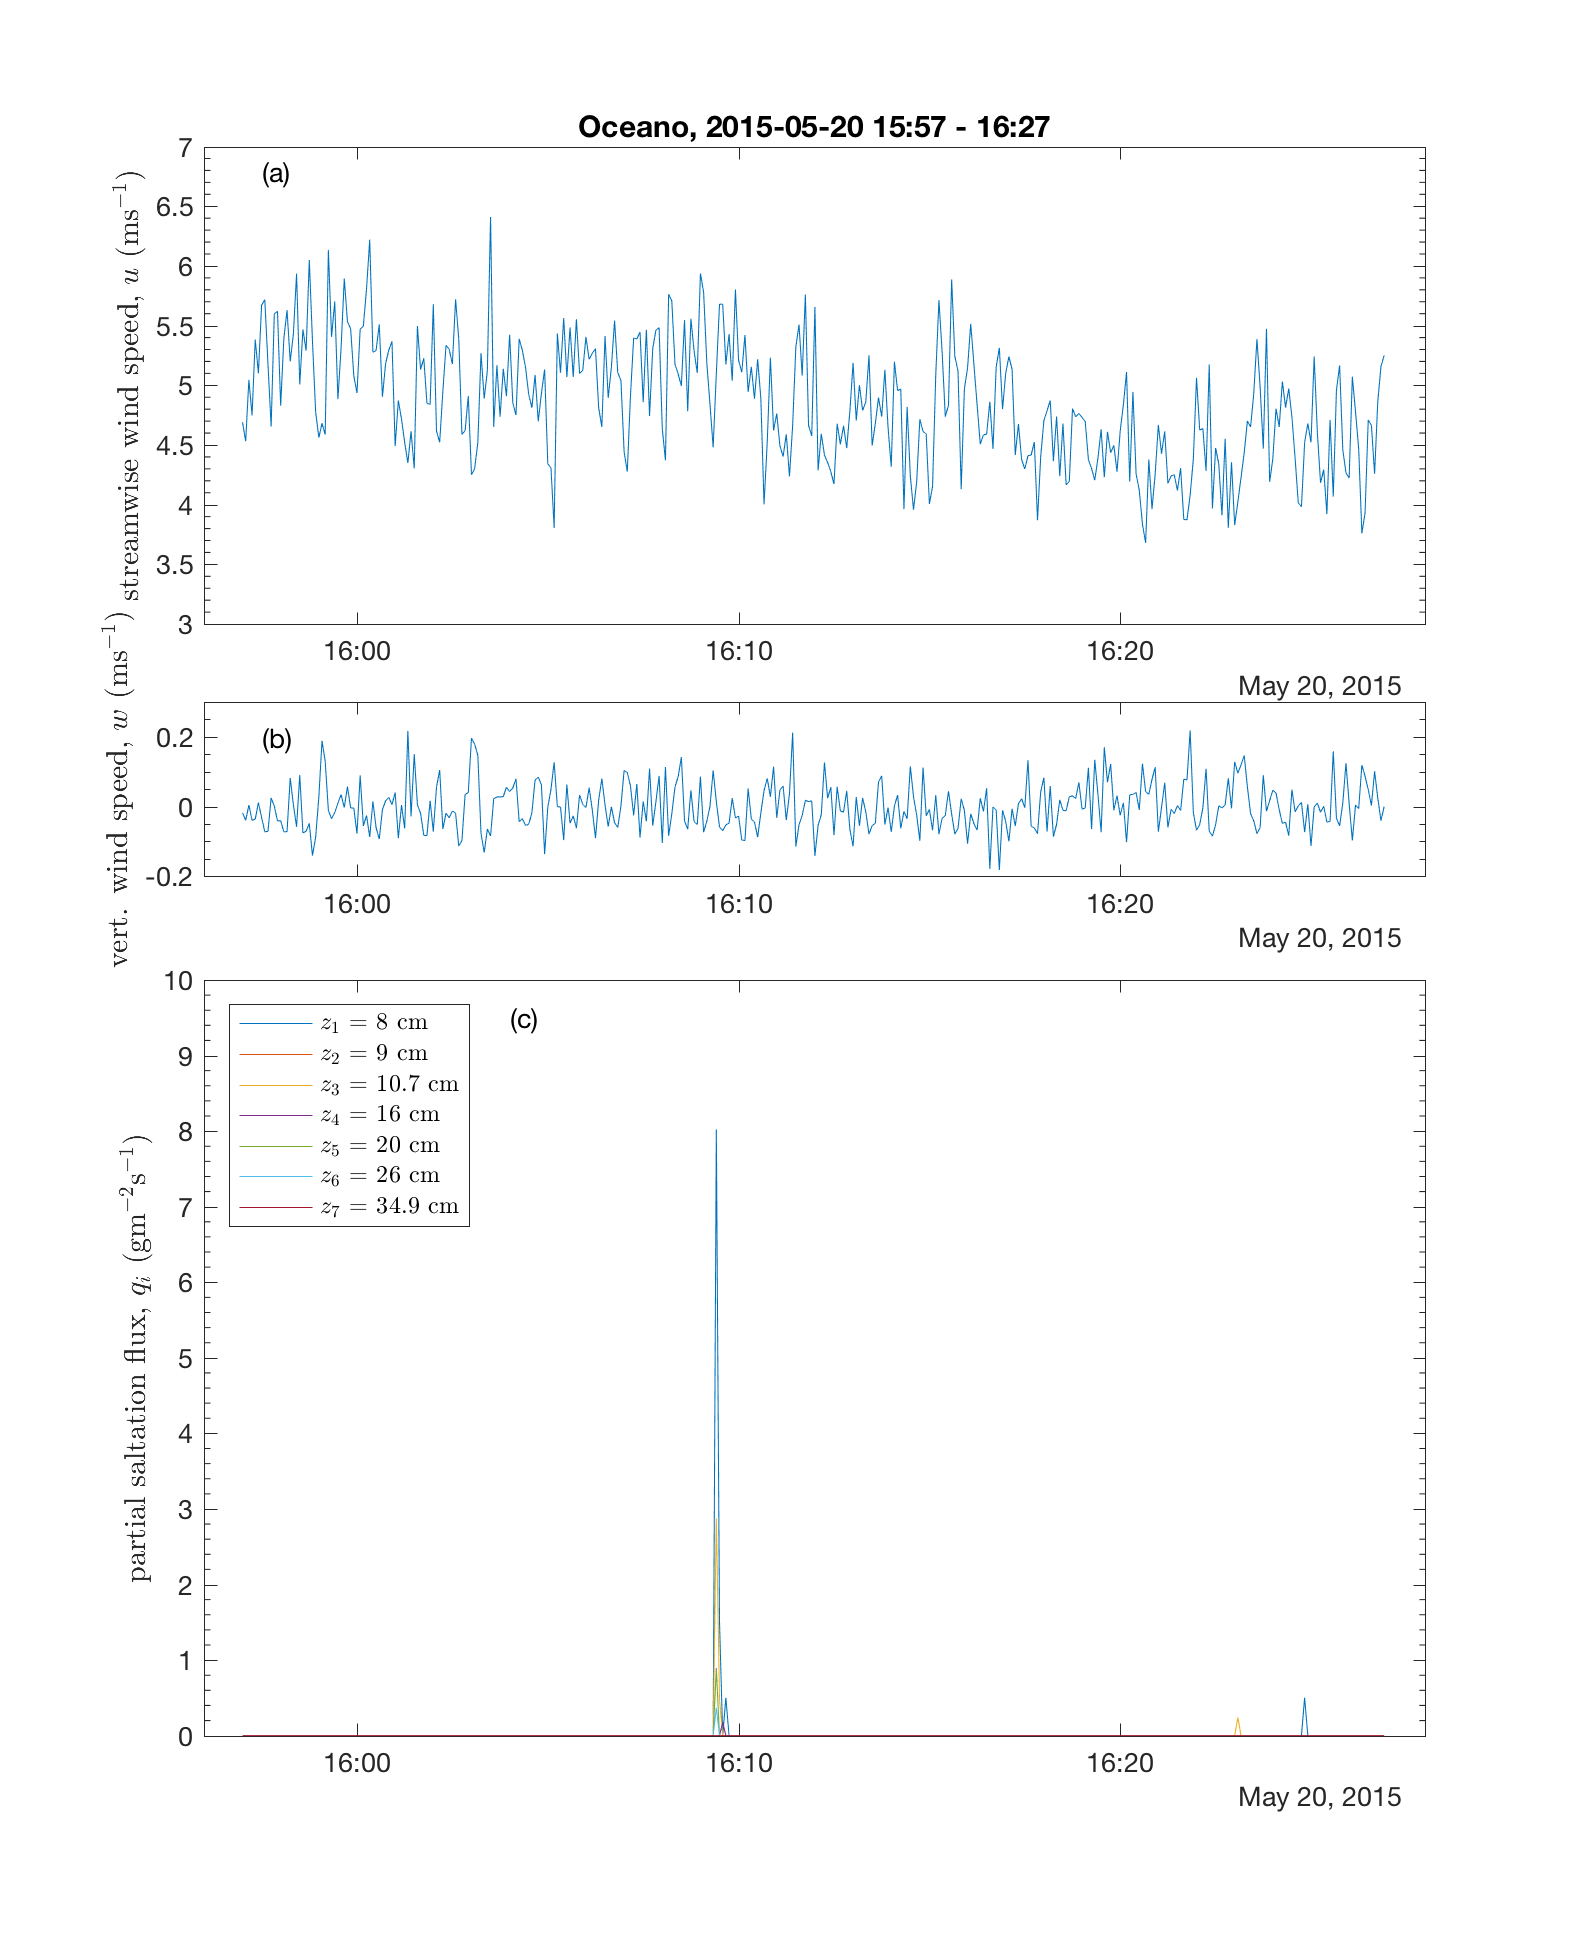 Oceano, 2015-05-20 15:57 - 16:27
(a)
streamwise wind speed, u (ms⁻¹)
7
6.5
6
5.5
5
4.5
4
3.5
3
16:00 16:10 16:20
May 20, 2015
(b)
vert. wind speed, w (ms⁻¹)
0.2
0
-0.2
16:00 16:10 16:20
May 20, 2015
(c)
partial saltation flux, qᵢ (gm⁻²s⁻¹)
10
9
8
7
6
5
4
3
2
1
0
z₁ = 8 cm
z₂ = 9 cm
z₃ = 10.7 cm
z₄ = 16 cm
z₅ = 20 cm
z₆ = 26 cm
z₇ = 34.9 cm
16:00 16:10 16:20
May 20, 2015